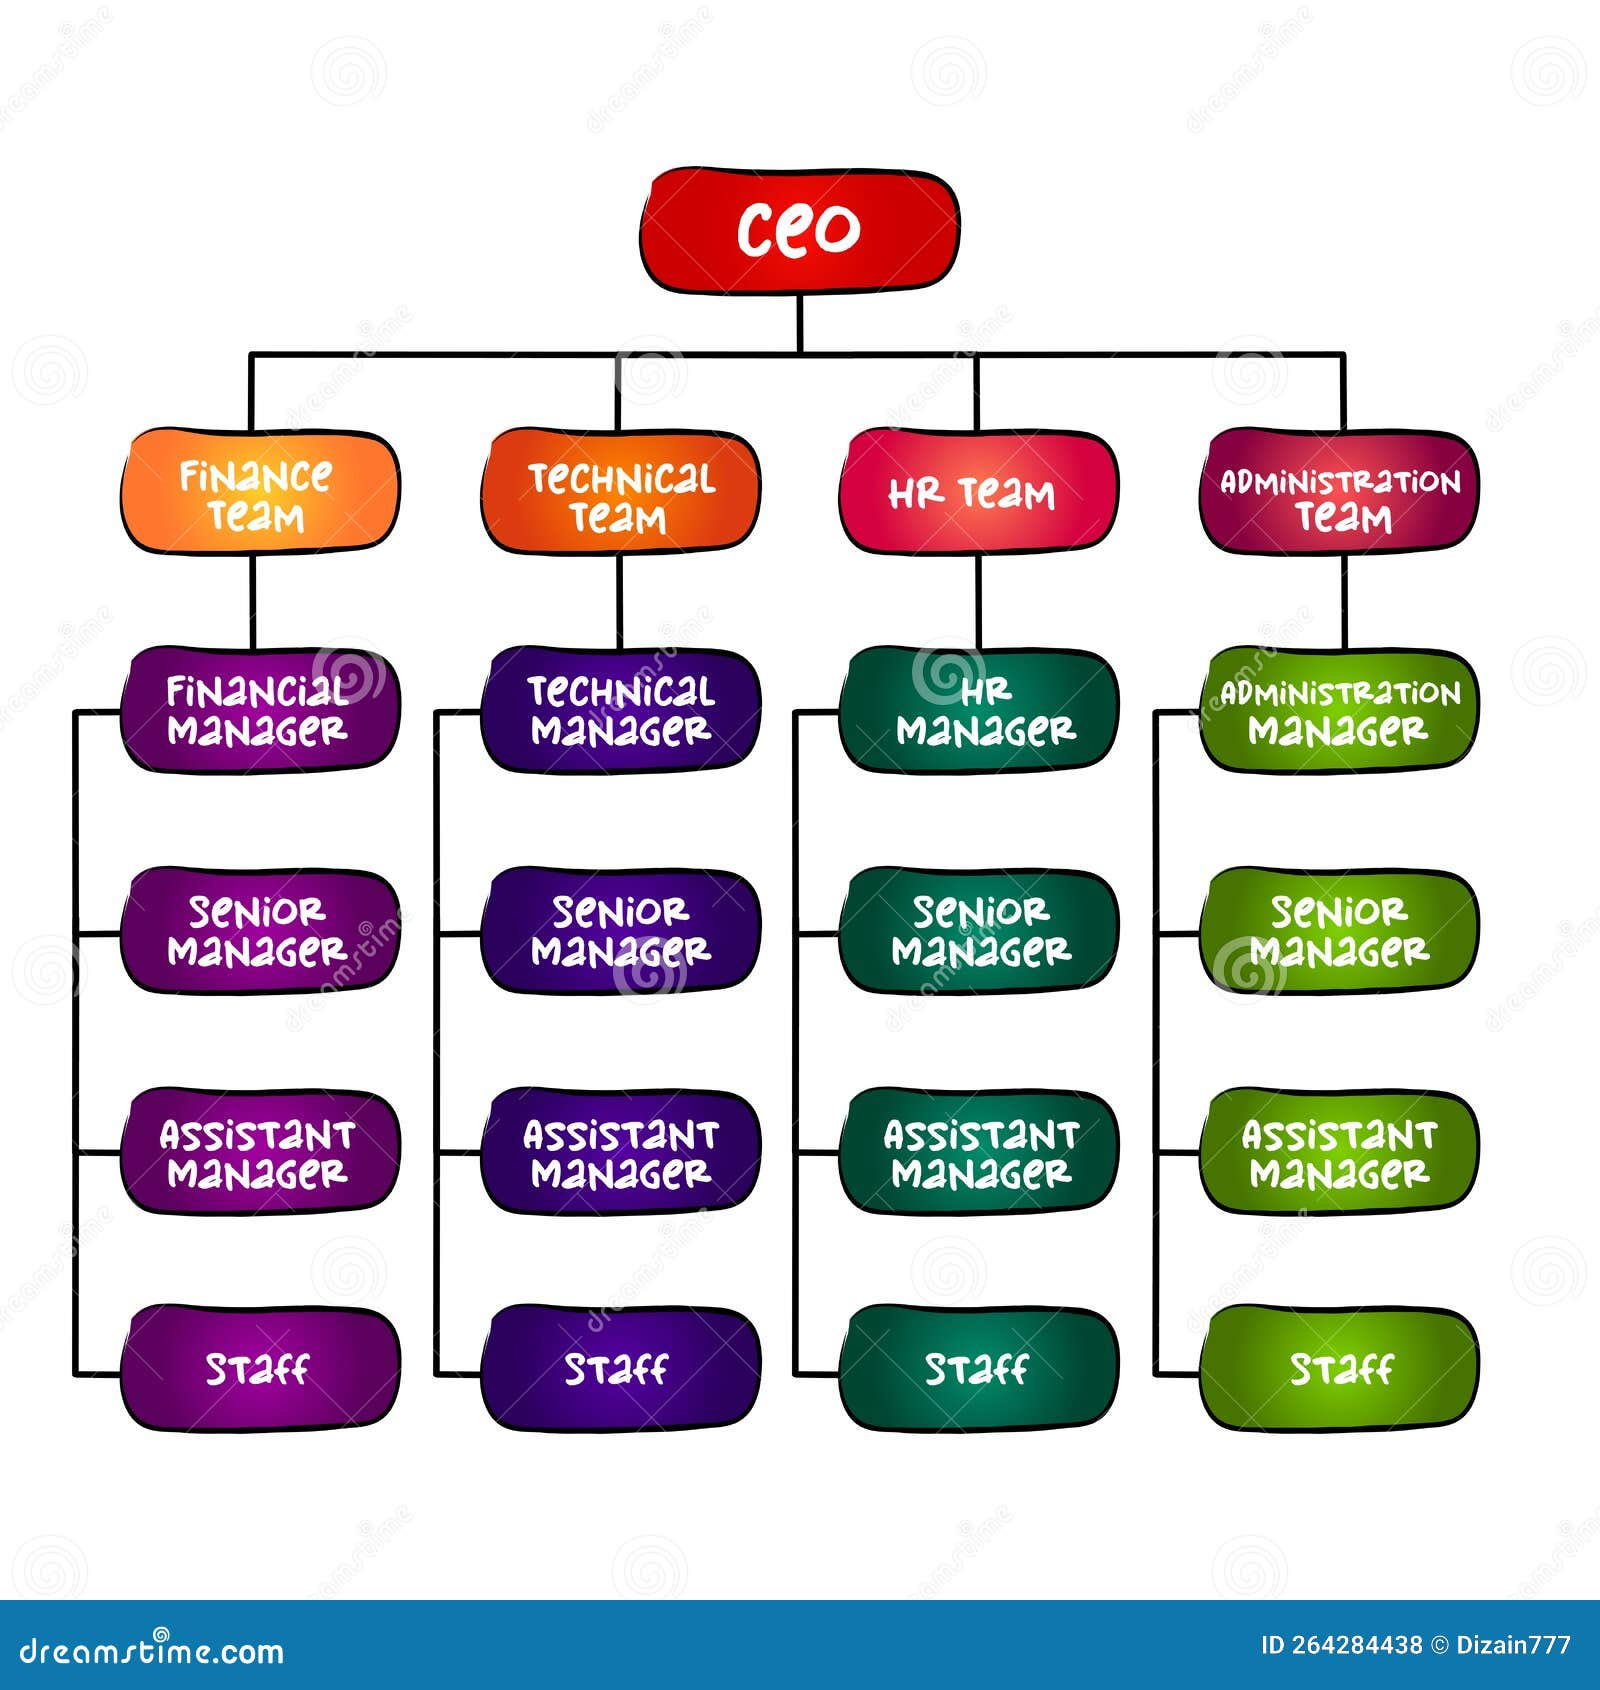 CEO
FINANCE
TEAM
TECHNICAL
TEAM
HR TEAM
ADMINISTRATION
TEAM
FINANCIAL
MANAGER
TECHNICAL
MANAGER
HR
MANAGER
ADMINISTRATION
MANAGER
SENIOR
MANAGER
SENIOR
MANAGER
SENIOR
MANAGER
SENIOR
MANAGER
ASSISTANT
MANAGER
ASSISTANT
MANAGER
ASSISTANT
MANAGER
ASSISTANT
MANAGER
STAFF
STAFF
STAFF
STAFF
dreamstime.com
ID 264284438 © Dizain777